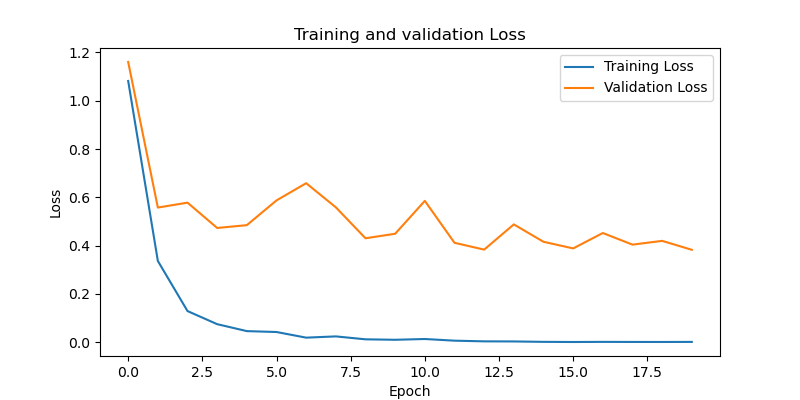 Training and validation Loss
Training Loss
Validation Loss
1.2
1.0
0.8
0.6
0.4
0.2
0.0
Loss
0.0 2.5 5.0 7.5 10.0 12.5 15.0 17.5
Epoch